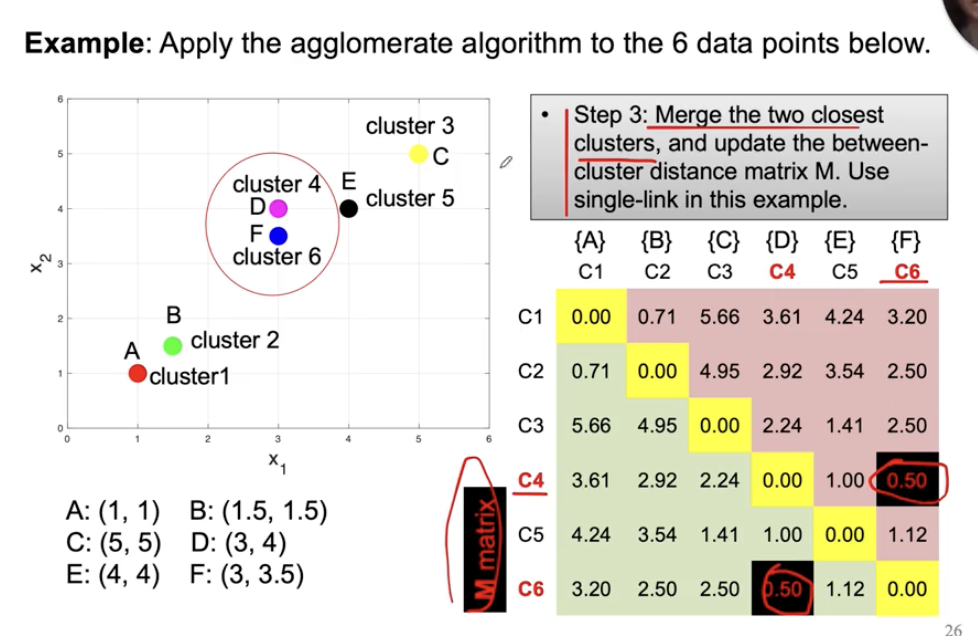 Example: Apply the agglomerate algorithm to the 6 data points below.
6
5
4
3
2
1
0
0 1 2 3 4 5 6
x2
x1
cluster 3
C
cluster 4
E
D
cluster 5
F
cluster 6
B
cluster 2
A
cluster1
A: (1, 1) B: (1.5, 1.5)
C: (5, 5) D: (3, 4)
E: (4, 4) F: (3, 3.5)
• Step 3: Merge the two closest
clusters, and update the between-
cluster distance matrix M. Use
single-link in this example.
{A} {B} {C} {D} {E} {F}
C1 C2 C3 C4 C5 C6
C1 0.00 0.71 5.66 3.61 4.24 3.20
C2 0.71 0.00 4.95 2.92 3.54 2.50
C3 5.66 4.95 0.00 2.24 1.41 2.50
C4 3.61 2.92 2.24 0.00 1.00 0.50
C5 4.24 3.54 1.41 1.00 0.00 1.12
C6 3.20 2.50 2.50 0.50 1.12 0.00
M matrix
26